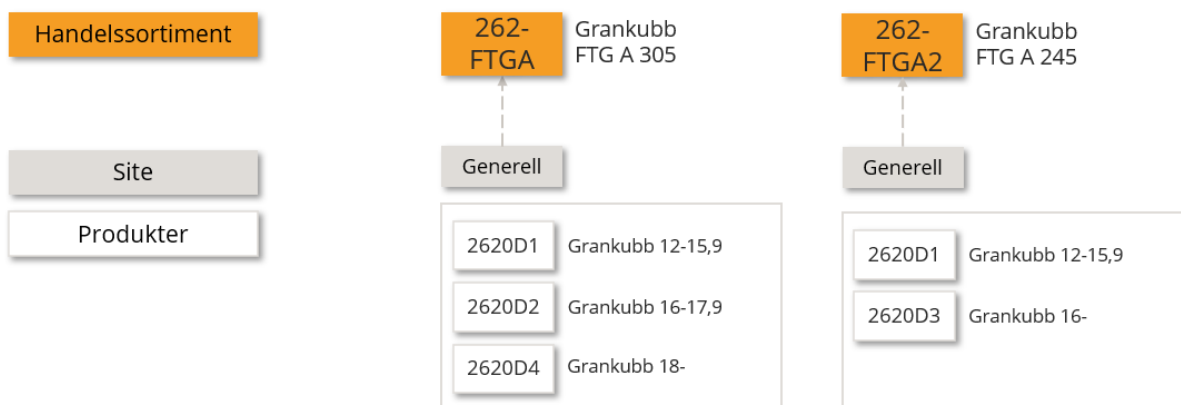 Handelssortiment
Site
Produkter
262-
FTGA
Grankubb
FTG A 305
Generell
2620D1 Grankubb 12-15,9
2620D2 Grankubb 16-17,9
2620D4 Grankubb 18-
262-
FTGA2
Grankubb
FTG A 245
Generell
2620D1 Grankubb 12-15,9
2620D3 Grankubb 16-